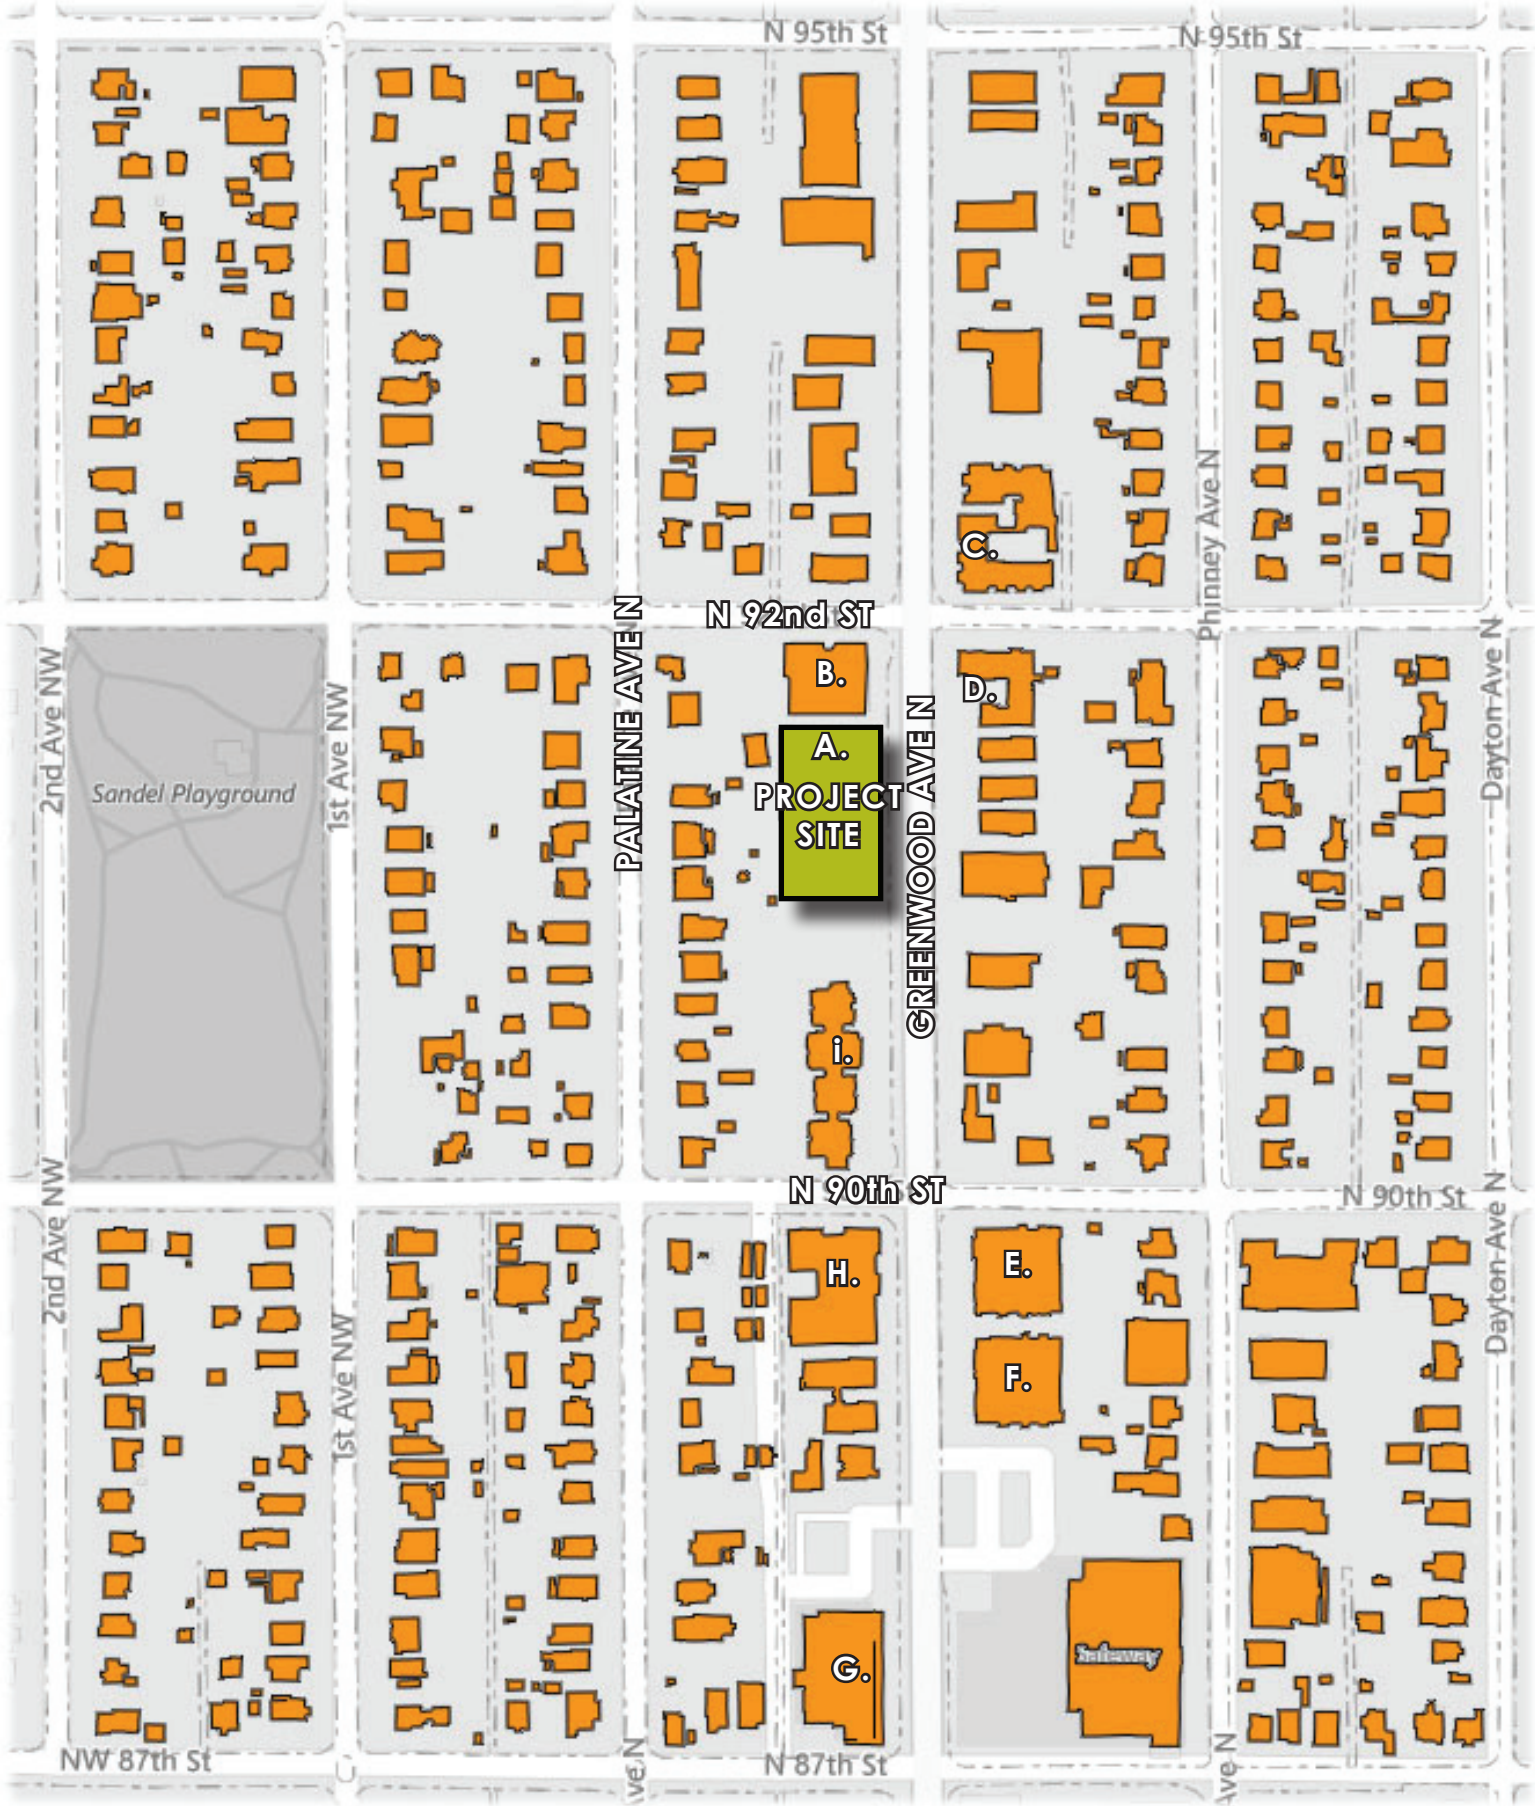 N 95th St
N 95th St
C.
Phinney Ave N
N 92nd ST
PALATINE AVE N
2nd Ave NW
1st Ave NW
Sandel Playground
B.
A.
PROJECT
SITE
GREENWOOD AVE N
D.
Dayton Ave N
i.
N 90th ST
N 90th St
2nd Ave NW
1st Ave NW
Dayton Ave N
H.
E.
F.
G.
Safeway
NW 87th St
Ave N
N 87th St
Ave N